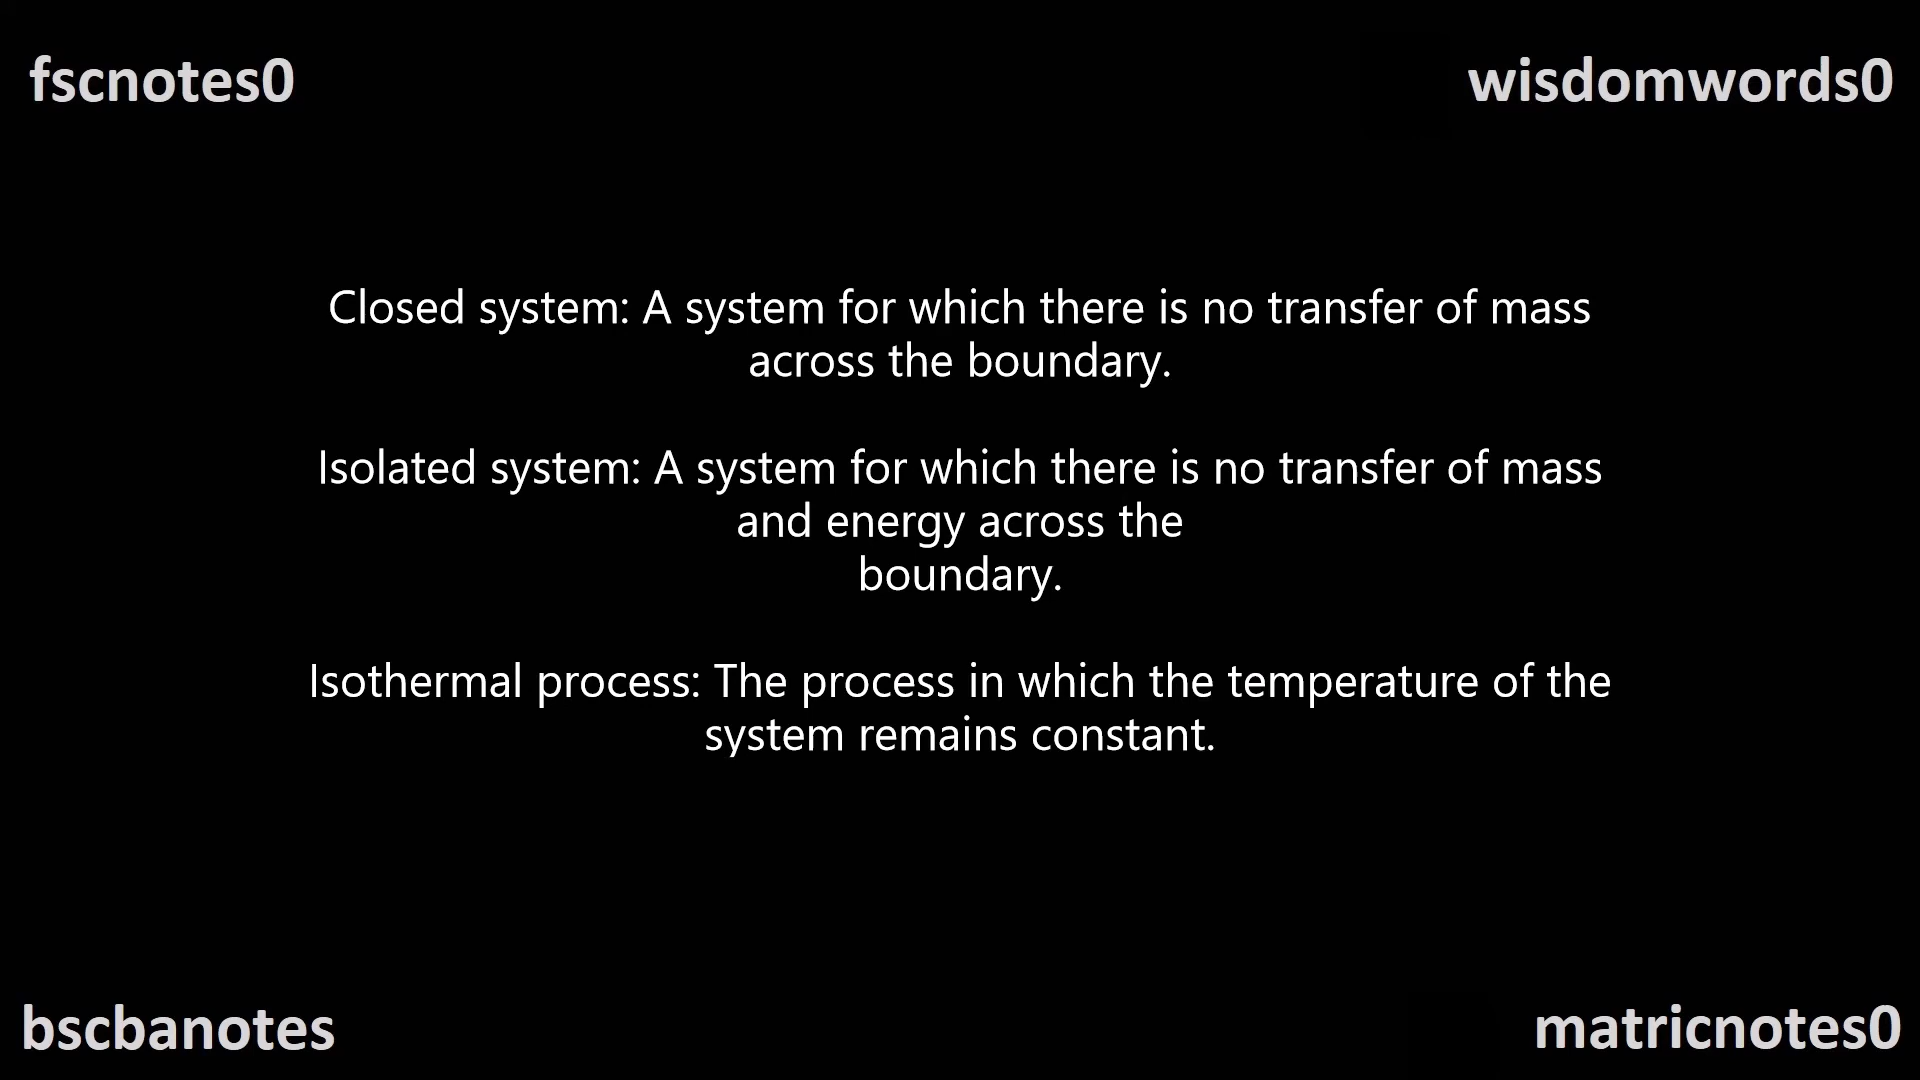 fscnotes0
wisdomwords0
Closed system: A system for which there is no transfer of mass
across the boundary.
Isolated system: A system for which there is no transfer of mass
and energy across the
boundary.
Isothermal process: The process in which the temperature of the
system remains constant.
bscbanotes
matricnotes0